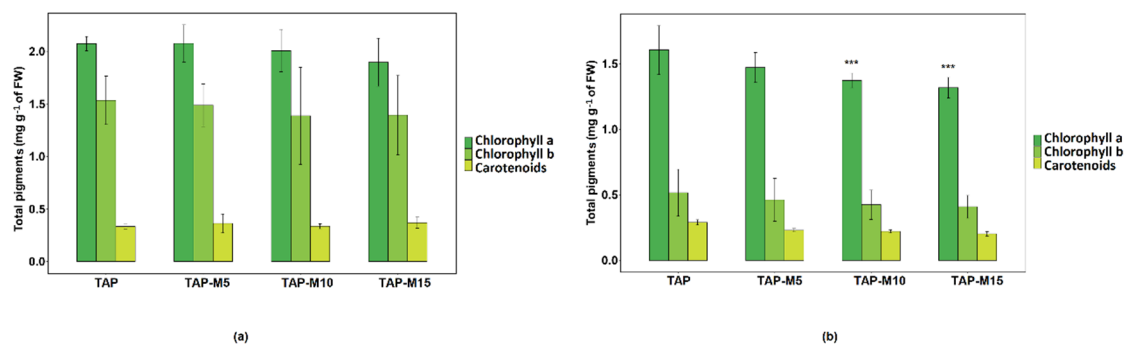 Total pigments (mg g⁻¹ of FW)
2.0
1.5
1.0
0.5
0.0
TAP TAP-M5 TAP-M10 TAP-M15
Chlorophyll a
Chlorophyll b
Carotenoids
(a)
Total pigments (mg g⁻¹ of FW)
1.5
1.0
0.5
0.0
*** ***
TAP TAP-M5 TAP-M10 TAP-M15
Chlorophyll a
Chlorophyll b
Carotenoids
(b)